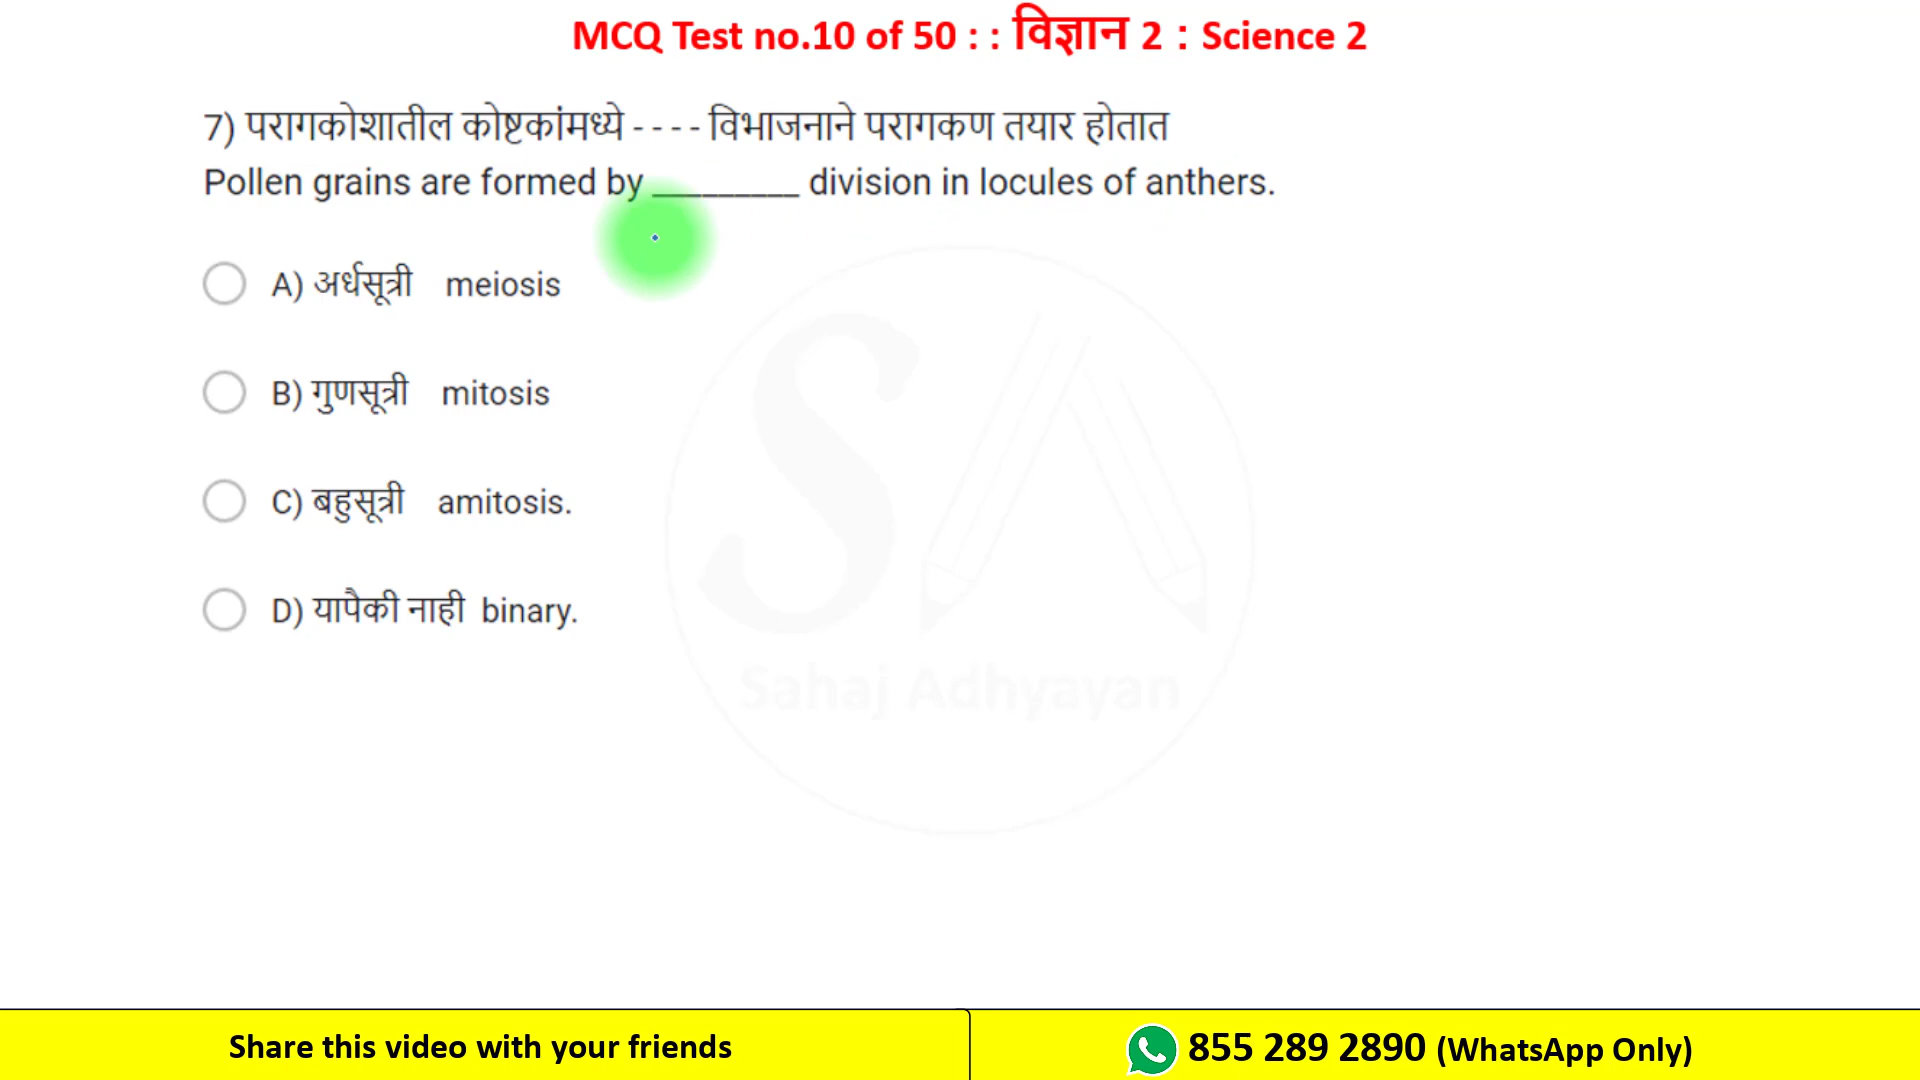 MCQ Test no.10 of 50 : : विज्ञान 2 : Science 2
7) परागकोशातील कोष्टकांमध्ये - - - - विभाजनाने परागकण तयार होतात
Pollen grains are formed by ________ division in locules of anthers.
A) अर्धसूत्री meiosis
B) गुणसूत्री mitosis
C) बहुसूत्री amitosis.
D) यापैकी नाही binary.
SA
Sahaj Adhyayan
Share this video with your friends
855 289 2890 (WhatsApp Only)